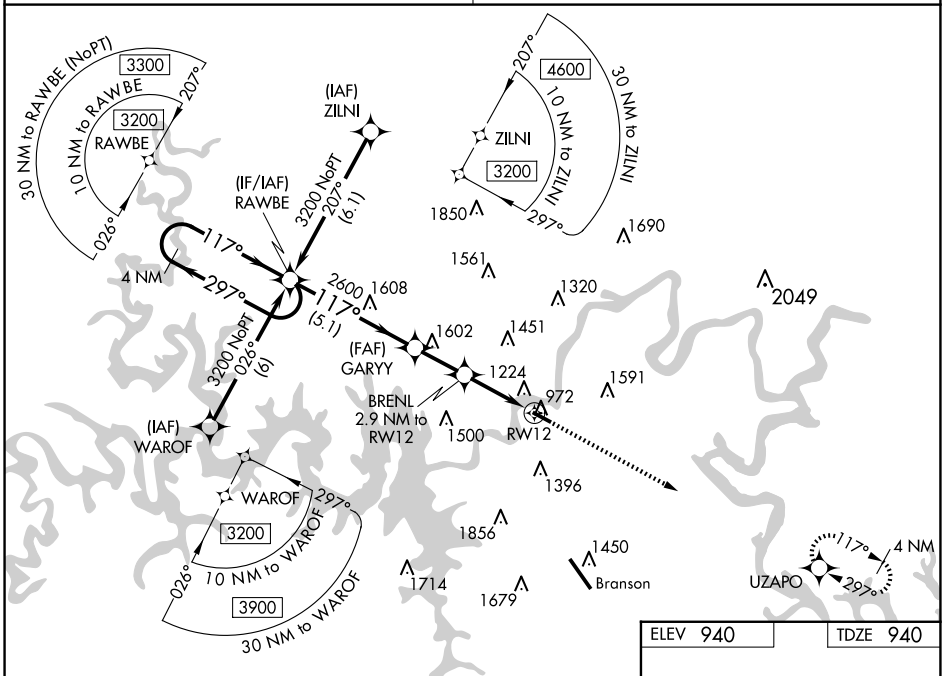 30 NM to RAWBE (NoPT)
3300
207°
10 NM to RAWBE
3200
RAWBE
026°
(IAF)
ZILNI
207°
4600
30 NM to ZILNI
10 NM to ZILNI
ZILNI
3200
297°
(IF/IAF)
RAWBE
3200 NoPT
207°
(6.1)
1850
1690
117°
4 NM
297°
2600
117°
(5.1)
1608
1561
1320
2049
3200 NoPT
026°
(6)
(FAF)
GARYY
1602
1451
1224
972
1591
BRENL
2.9 NM to
RW12
1500
RW12
(IAF)
WAROF
1396
WAROF
297°
3200
10 NM to WAROF
026°
3900
30 NM to WAROF
1856
1714
1679
1450
Branson
117°
4 NM
UZAPO
297°
ELEV 940
TDZE 940